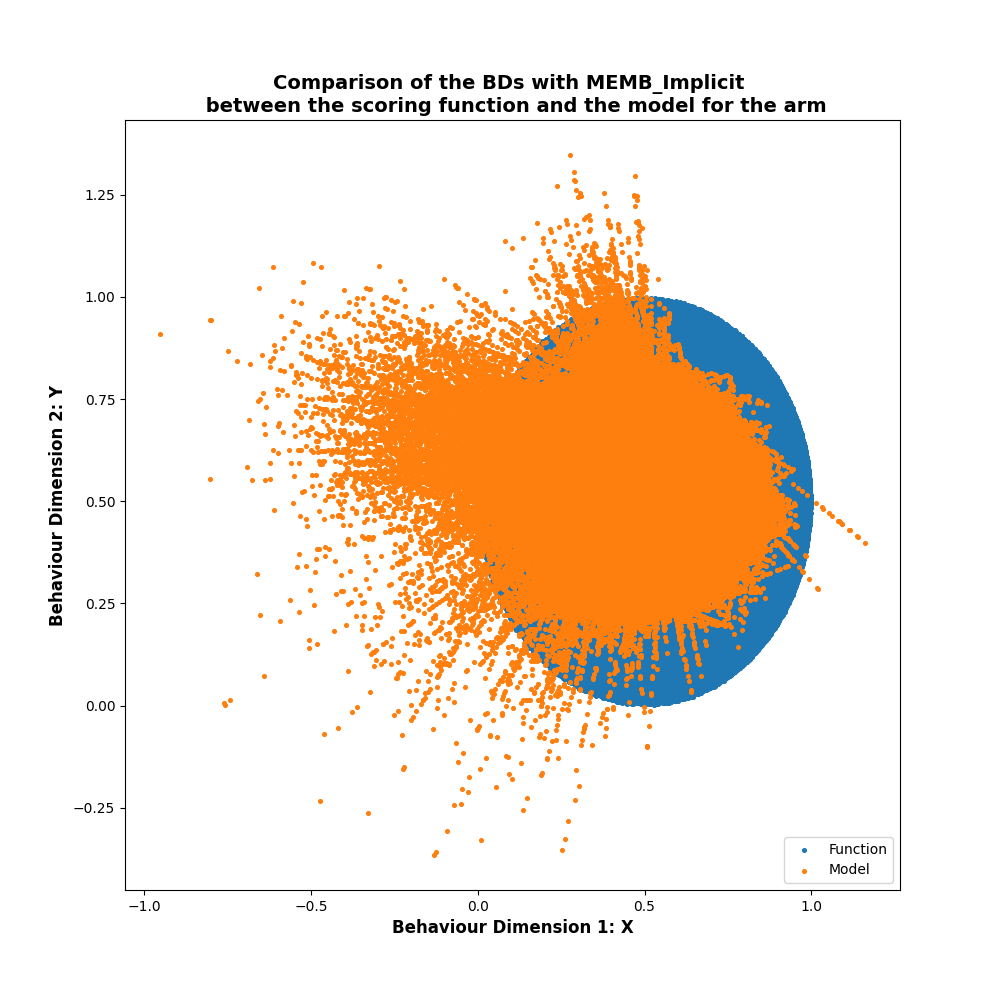 Comparison of the BDs with MEMB_Implicit
between the scoring function and the model for the arm
Behaviour Dimension 2: Y
1.25
1.00
0.75
0.50
0.25
0.00
−0.25
−1.0
−0.5
0.0
0.5
1.0
Behaviour Dimension 1: X
Function
Model